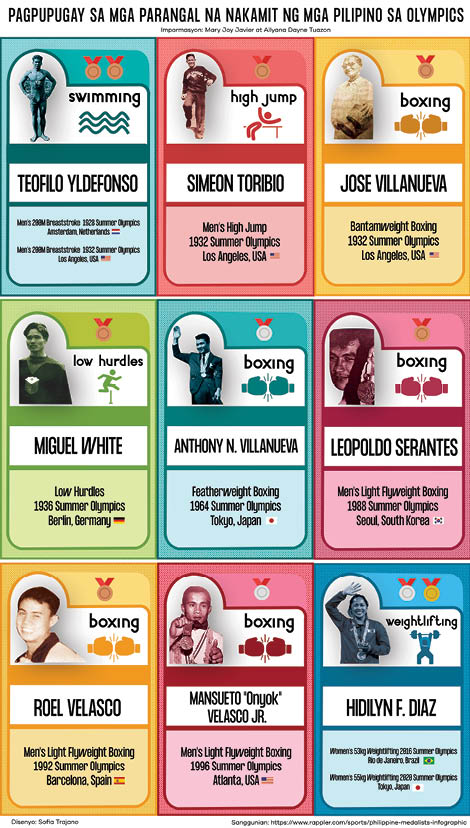 PAGPUPUGAY SA MGA PARANGAL NA NAKAMIT NG MGA PILIPINO SA OLYMPICS
Impormasyon: Mary Joy Javier at Allyana Dayne Tuazon
swimming
TEOFILO YLDEFONSO
Men's 200M Breaststroke 1928 Summer Olympics
Amsterdam, Netherlands
Men's 200M Breaststroke 1932 Summer Olympics
Los Angeles, USA
high jump
SIMEON TORIBIO
Men's High Jump
1932 Summer Olympics
Los Angeles, USA
boxing
JOSE VILLANUEVA
Bantamweight Boxing
1932 Summer Olympics
Los Angeles, USA
low hurdles
MIGUEL WHITE
Low Hurdles
1936 Summer Olympics
Berlin, Germany
boxing
ANTHONY N. VILLANUEVA
Featherweight Boxing
1964 Summer Olympics
Tokyo, Japan
boxing
LEOPOLDO SERANTES
Men's Light Flyweight Boxing
1988 Summer Olympics
Seoul, South Korea
boxing
ROEL VELASCO
Men's Light Flyweight Boxing
1992 Summer Olympics
Barcelona, Spain
boxing
MANSUETO "Onyok"
VELASCO JR.
Men's Light Flyweight Boxing
1996 Summer Olympics
Atlanta, USA
weightlifting
HIDILYN F. DIAZ
Women's 53kg Weightlifting 2016 Summer Olympics
Rio de Janeiro, Brazil
Women's 55kg Weightlifting 2020 Summer Olympics
Tokyo, Japan
Disenyo: Sofia Trajano
Sanggunian: https://www.rappler.com/sports/philippine-medalists-infographic